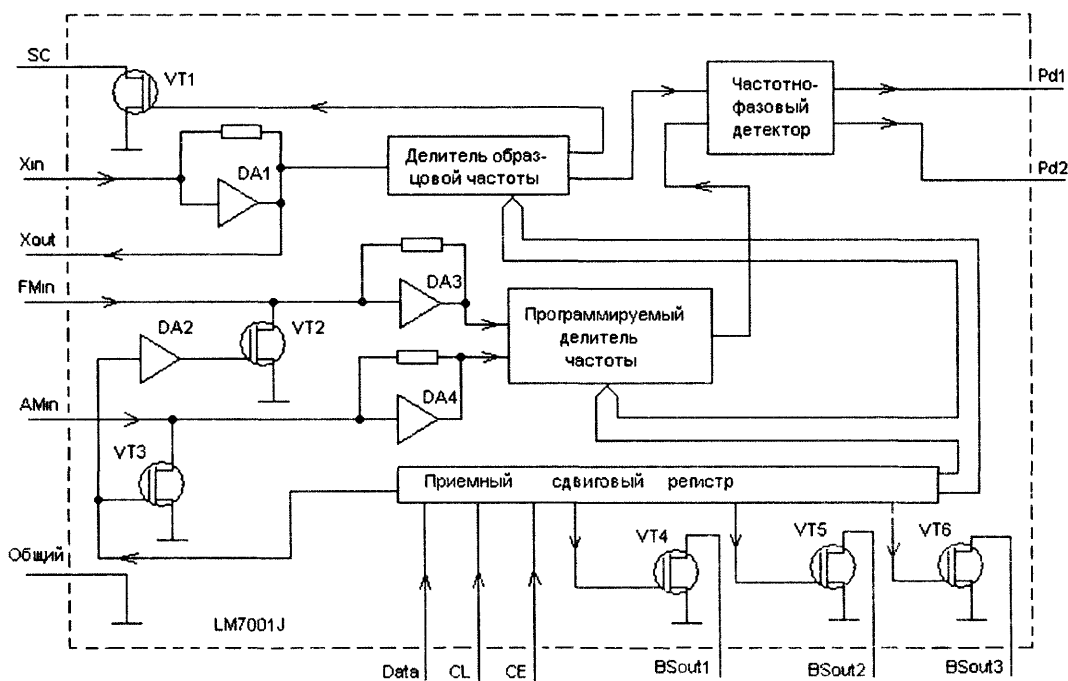 SC
VT1
Частотно-
фазовый
детектор
Pd1
Pd2
Xin
DA1
Делитель образ-
цовой частоты
Xout
FMin
DA3
DA2
VT2
Программируемый
делитель
частоты
AMin
DA4
VT3
Приемный сдвиговый регистр
Общий
VT4
VT5
VT6
LM7001J
Data
CL
CE
BSout1
BSout2
BSout3